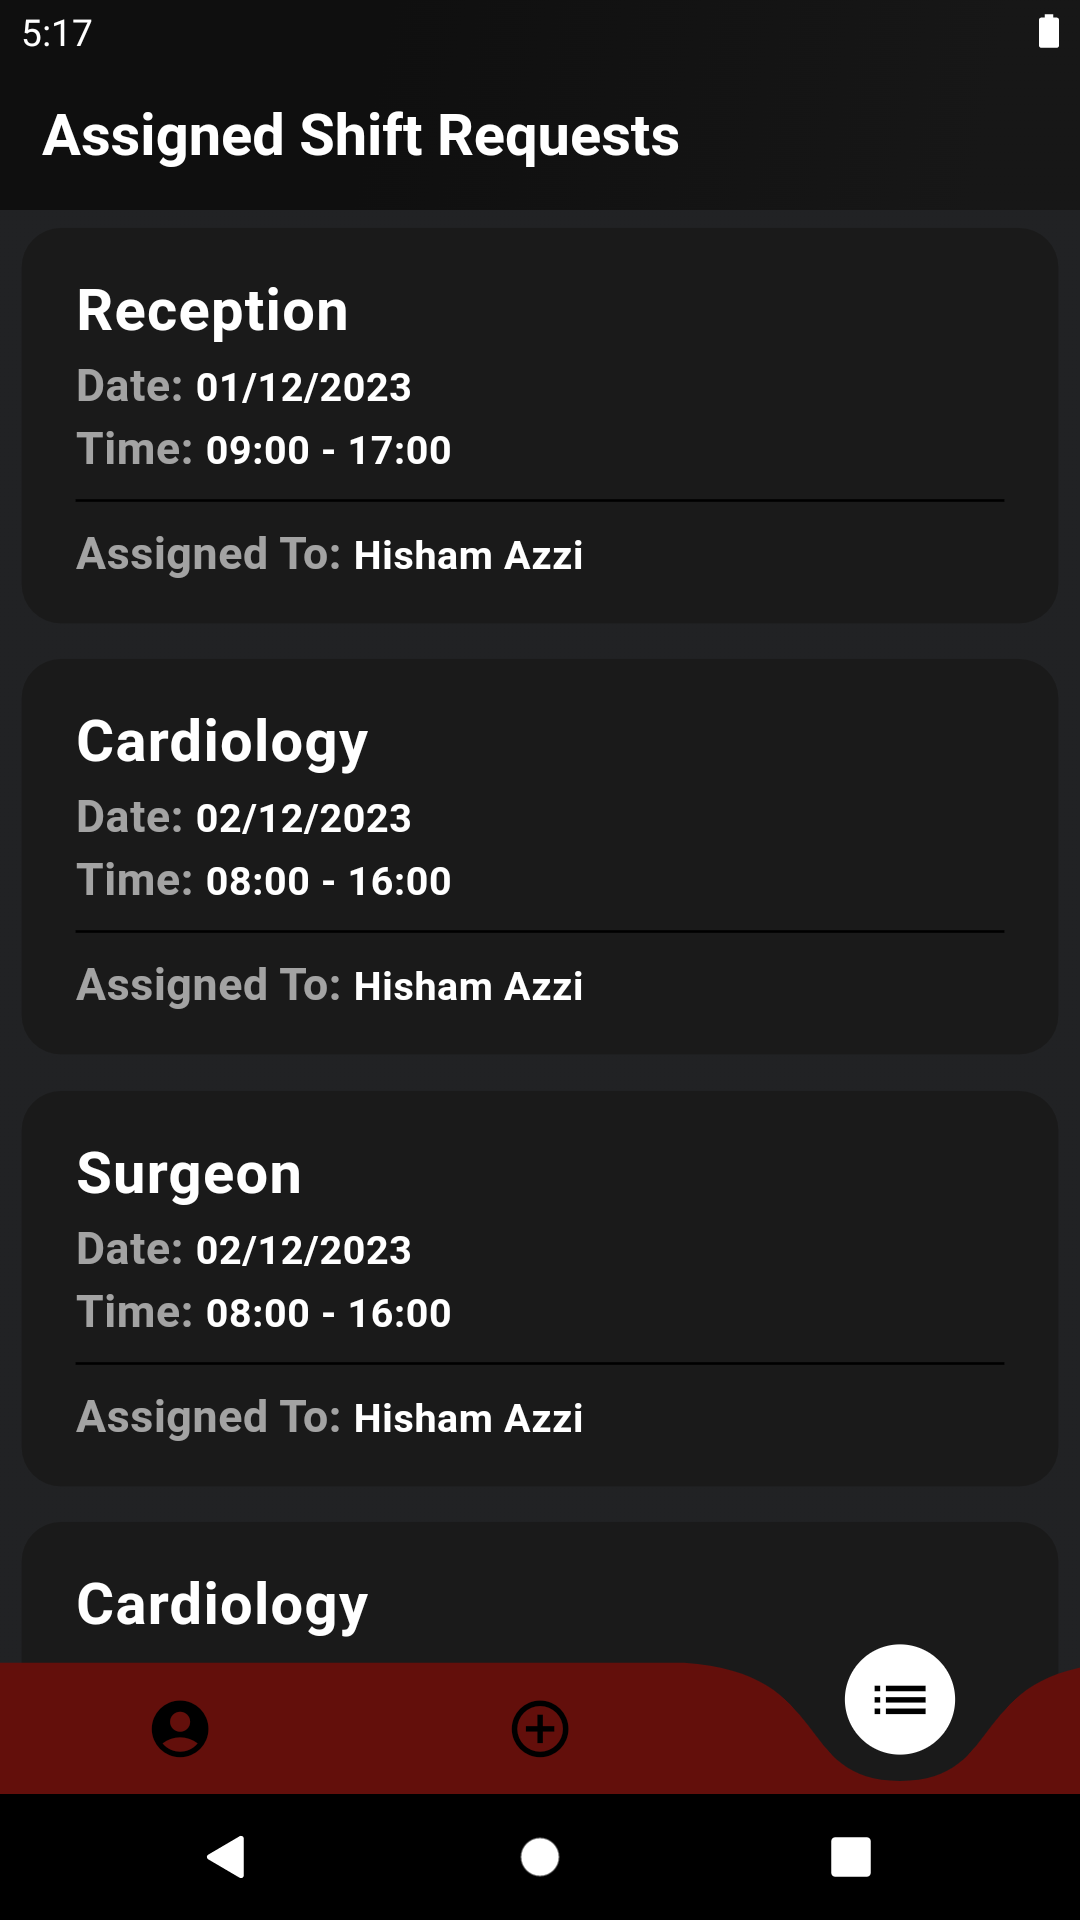 5:17
Assigned Shift Requests
Reception
Date: 01/12/2023
Time: 09:00 - 17:00
Assigned To: Hisham Azzi
Cardiology
Date: 02/12/2023
Time: 08:00 - 16:00
Assigned To: Hisham Azzi
Surgeon
Date: 02/12/2023
Time: 08:00 - 16:00
Assigned To: Hisham Azzi
Cardiology